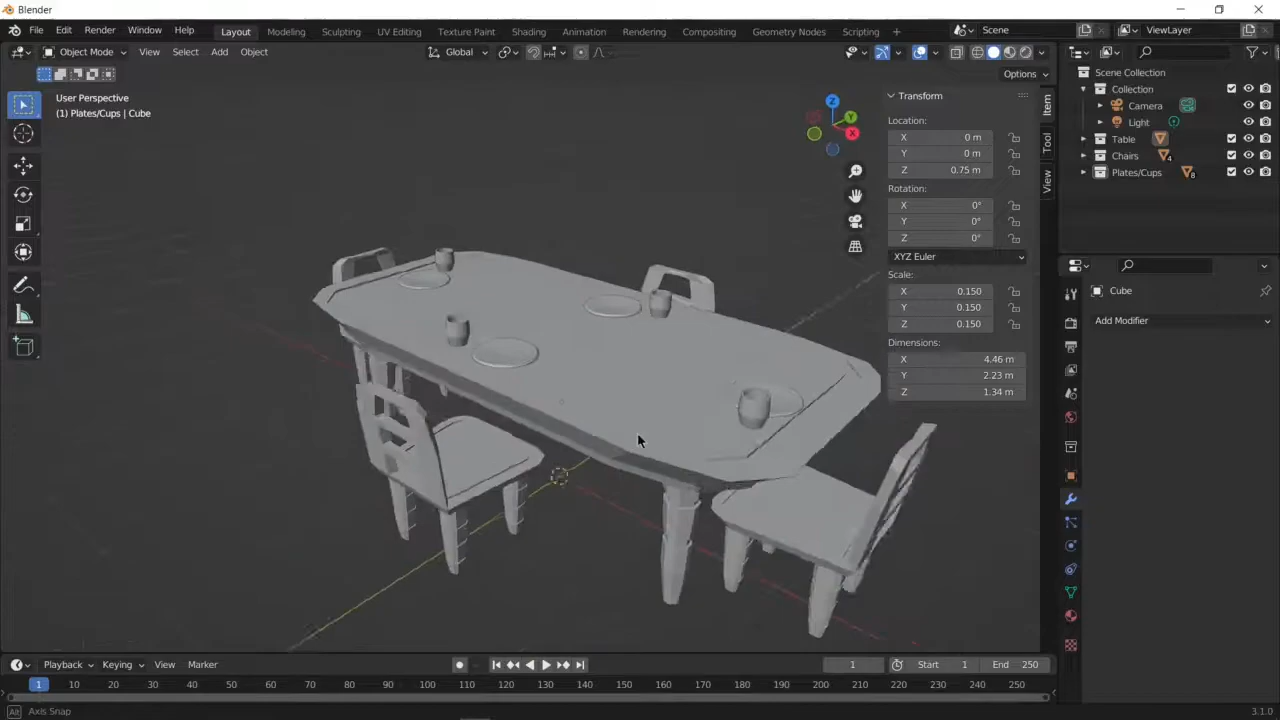 Blender
File Edit Render Window Help Layout Modeling Sculpting UV Editing Texture Paint Shading Animation Rendering Compositing Geometry Nodes Scripting + Scene ViewLayer
Object Mode View Select Add Object Global
Options
User Perspective
(1) Plates/Cups | Cube
Z
Y
X
Transform
Location:
X 0 m
Y 0 m
Z 0.75 m
Rotation:
X 0°
Y 0°
Z 0°
XYZ Euler
Scale:
X 0.150
Y 0.150
Z 0.150
Dimensions:
X 4.46 m
Y 2.23 m
Z 1.34 m
Item
Tool
View
Scene Collection
Collection
Camera
Light
Table
Chairs 4
Plates/Cups 8
Cube
Add Modifier
Playback Keying View Marker 1 Start 1 End 250
1 10 20 30 40 50 60 70 80 90 100 110 120 130 140 150 160 170 180 190 200 210 220 230 240 250
Alt Axis Snap 3.1.0